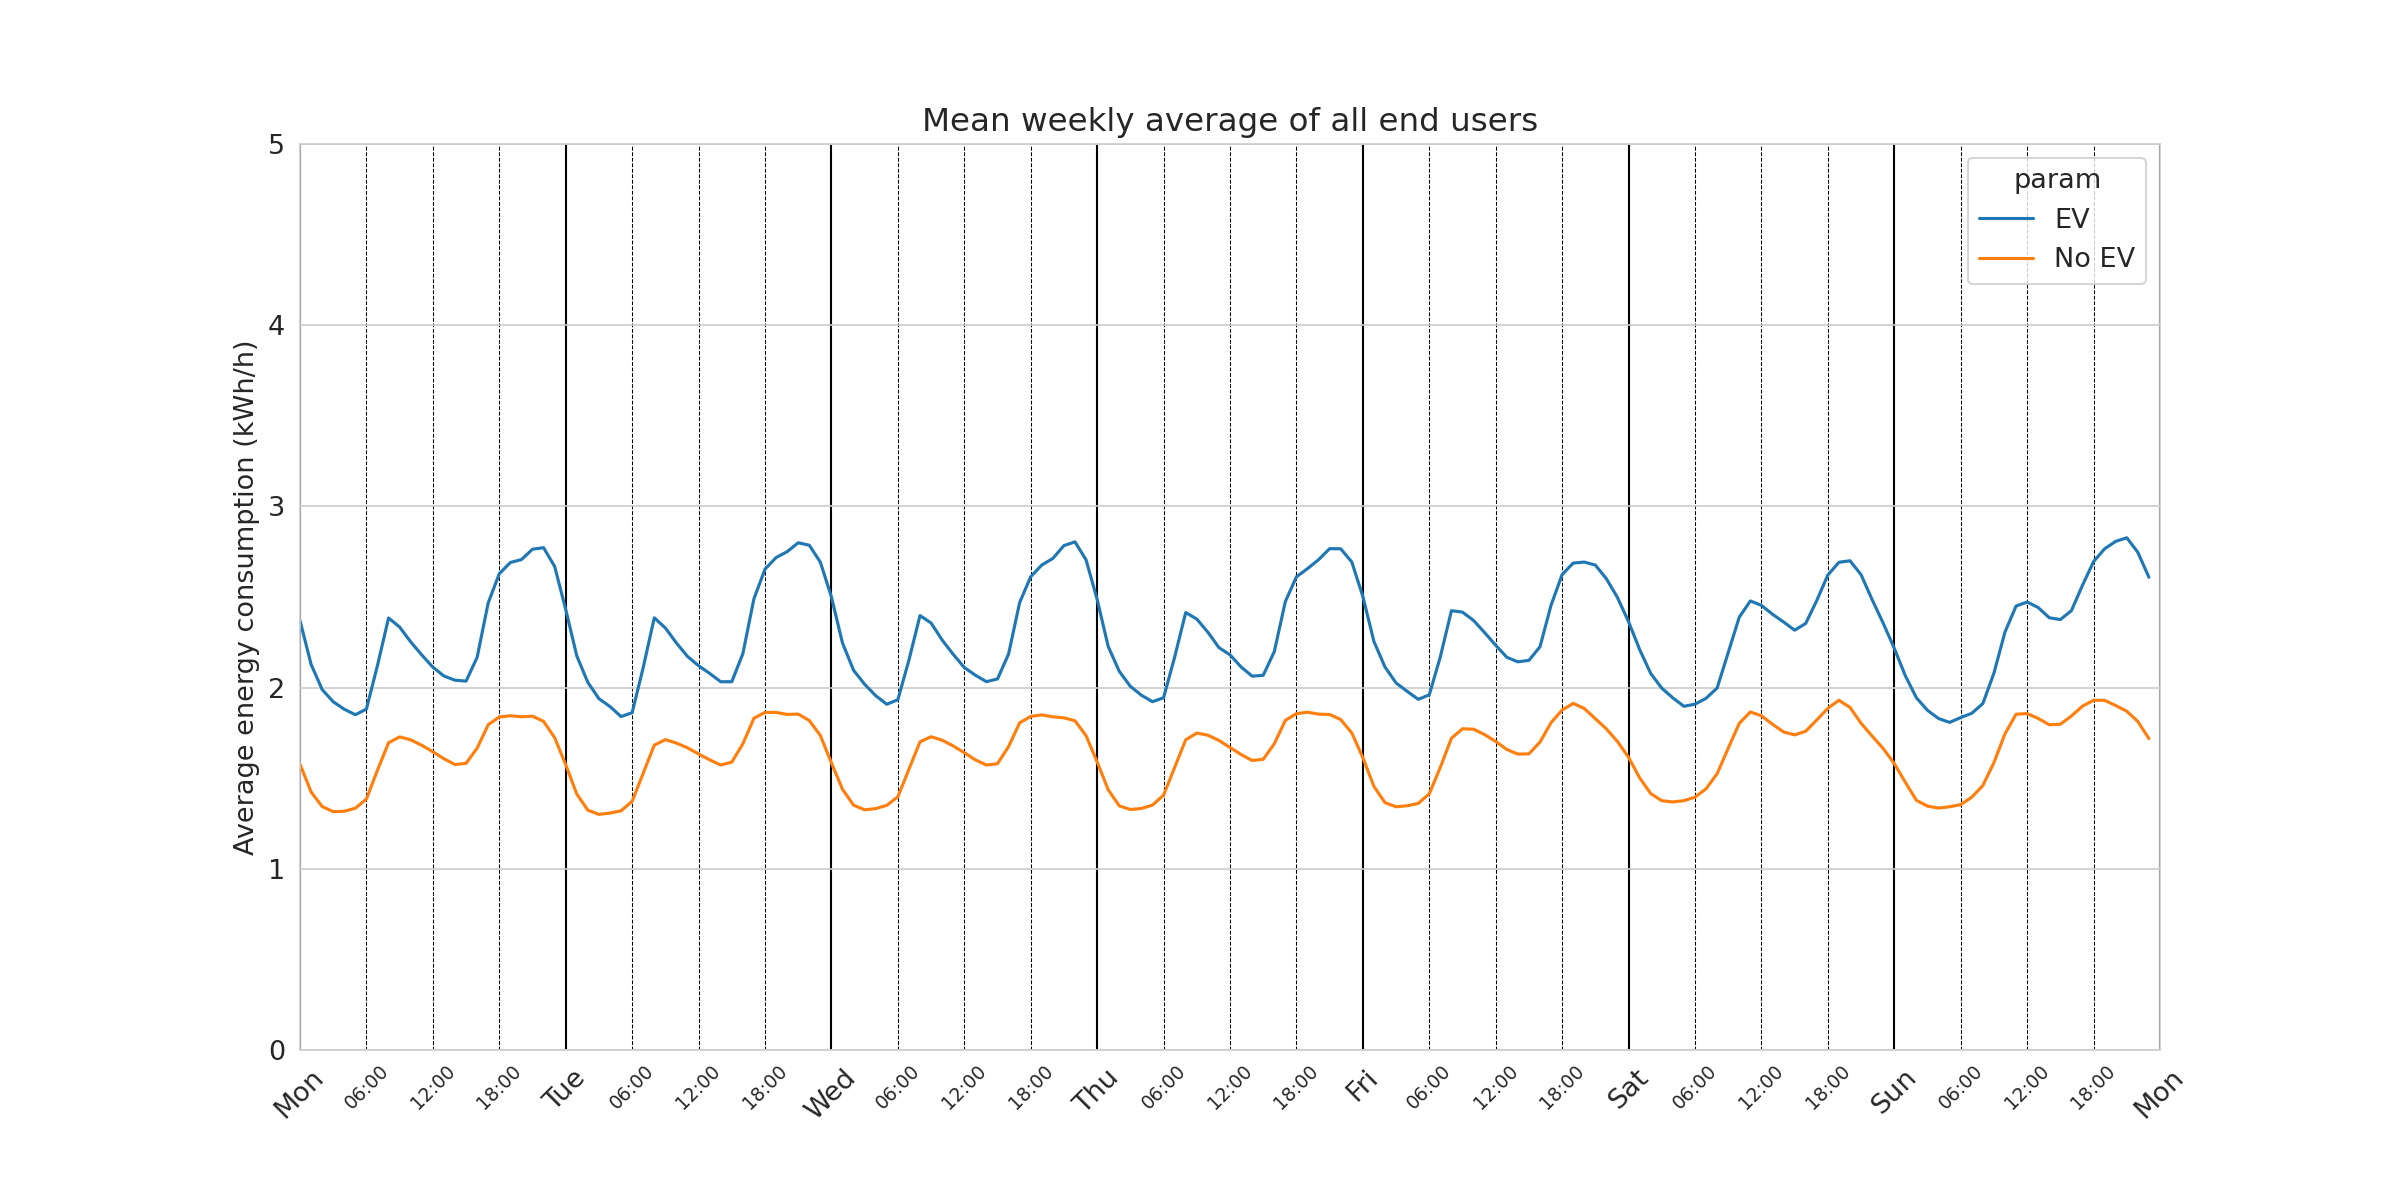 Mean weekly average of all end users
param
EV
No EV
Average energy consumption (kWh/h)
5
4
3
2
1
0
Mon 06:00 12:00 18:00 Tue 06:00 12:00 18:00 Wed 06:00 12:00 18:00 Thu 06:00 12:00 18:00 Fri 06:00 12:00 18:00 Sat 06:00 12:00 18:00 Sun 06:00 12:00 18:00 Mon